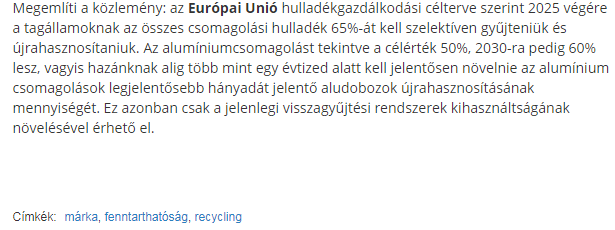 Megemlíti a közlemény: az Európai Unió hulladékgazdálkodási célterve szerint 2025 végére
a tagállamoknak az összes csomagolási hulladék 65%-át kell szelektíven gyűjteniük és
újrahasznosítaniuk. Az alumíniumcsomagolást tekintve a célérték 50%, 2030-ra pedig 60%
lesz, vagyis hazánknak alig több mint egy évtized alatt kell jelentősen növelnie az alumínium
csomagolások legjelentősebb hányadát jelentő aludobozok újrahasznosításának
mennyiségét. Ez azonban csak a jelenlegi visszagyűjtési rendszerek kihasználtságának
növelésével érhető el.
Címkék: márka, fenntarthatóság, recycling